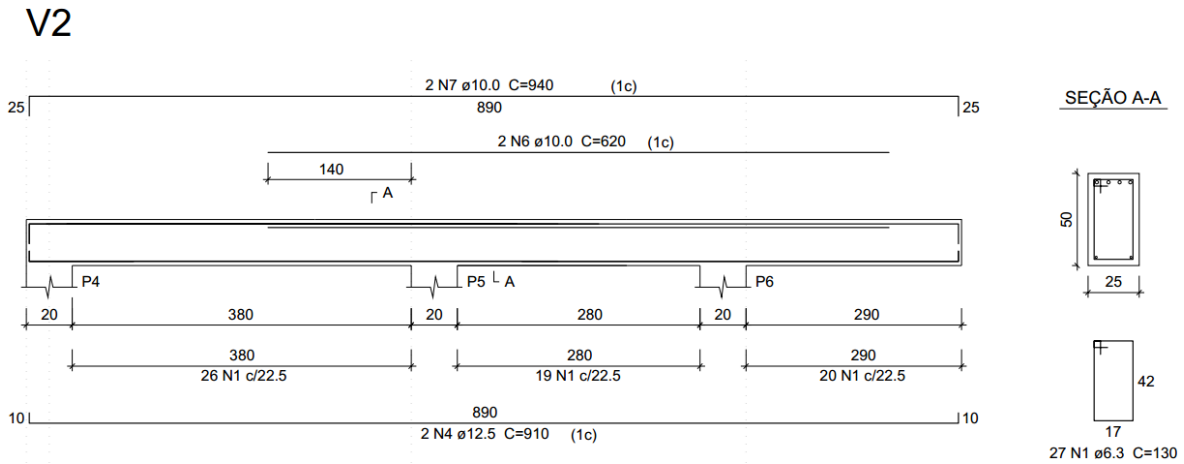 V2
2 N7 ø10.0 C=940 (1c)
25 890 25
SEÇÃO A-A
2 N6 ø10.0 C=620 (1c)
140
A
50
P4 P5 A P6
25
20 380 20 280 20 290
380 280 290
26 N1 c/22.5 19 N1 c/22.5 20 N1 c/22.5
42
10 890 10
2 N4 ø12.5 C=910 (1c)
17
27 N1 ø6.3 C=130